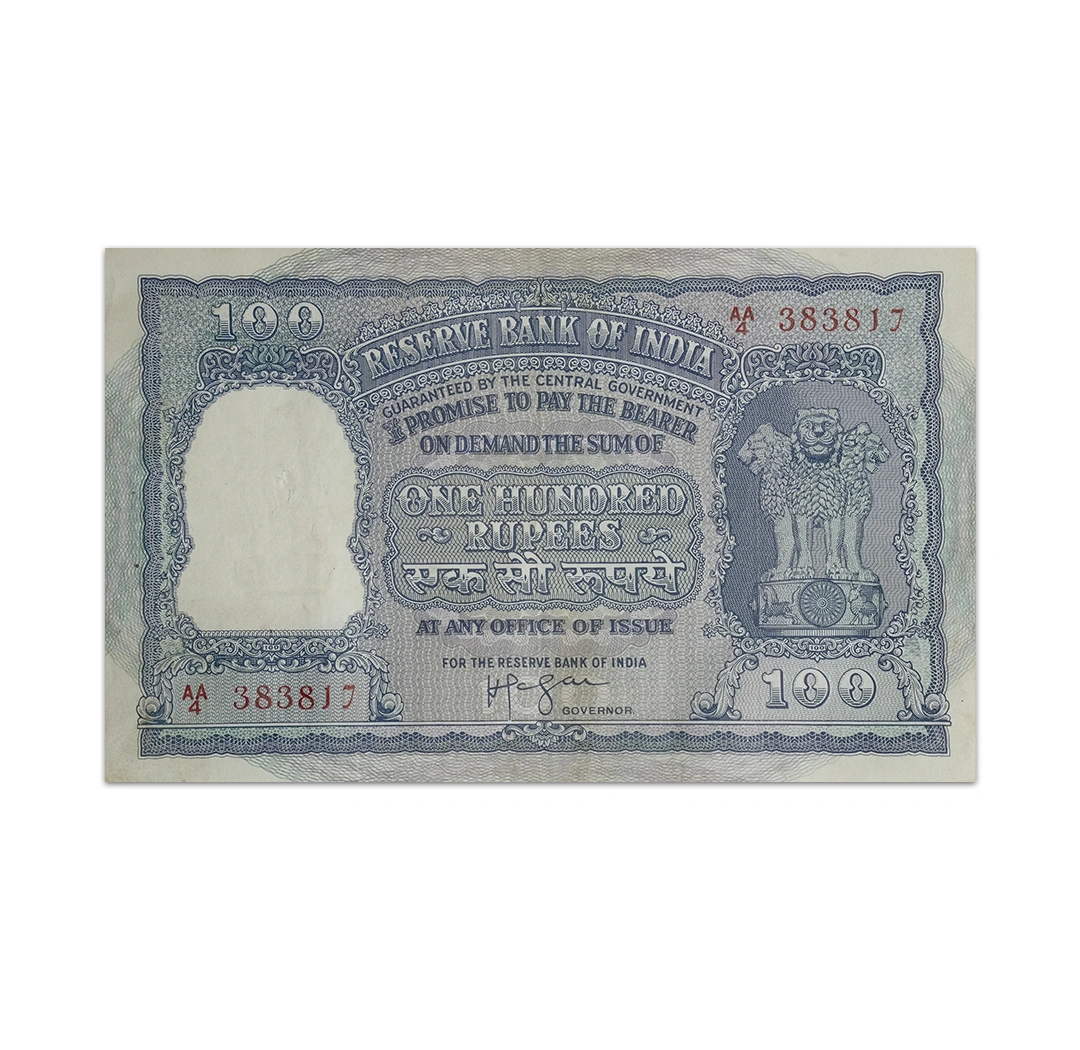 100
AA/4 383817
RESERVE BANK OF INDIA
GUARANTEED BY THE CENTRAL GOVERNMENT
I PROMISE TO PAY THE BEARER
ON DEMAND THE SUM OF
ONE HUNDRED
RUPEES
एक सौ रूपये
AT ANY OFFICE OF ISSUE
FOR THE RESERVE BANK OF INDIA
GOVERNOR.
AA/4 383817
100